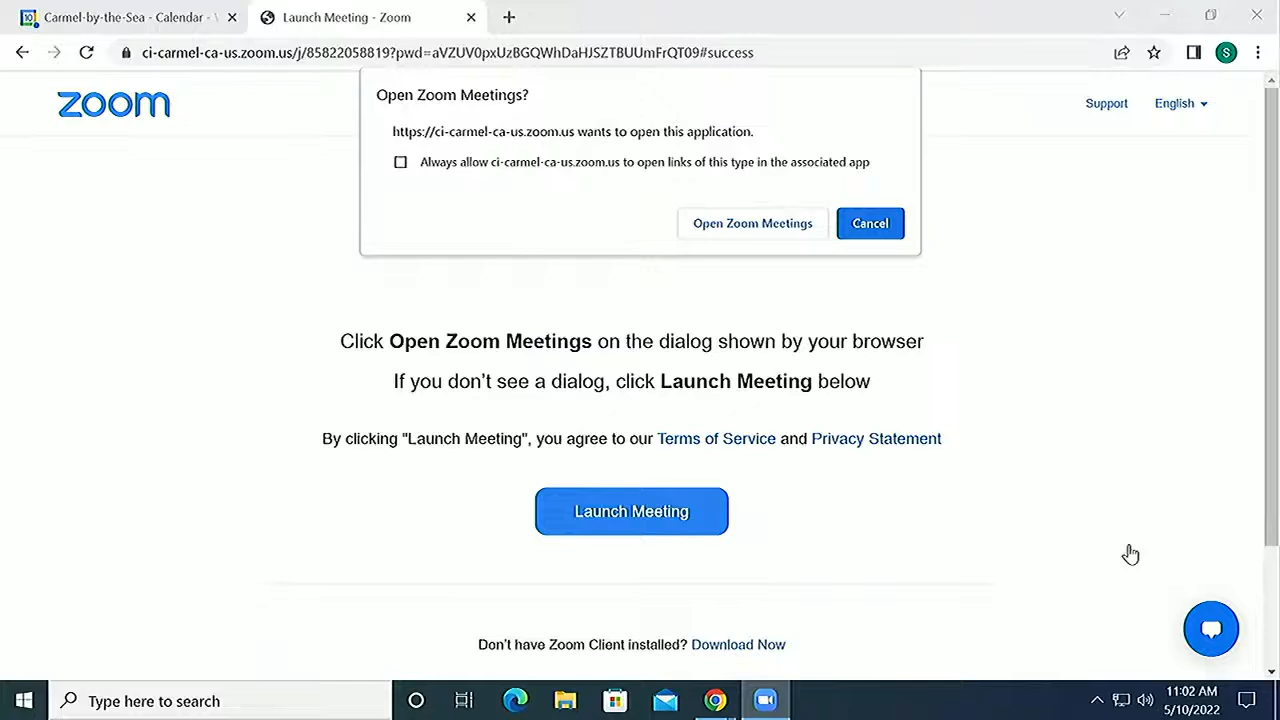 Carmel-by-the-Sea - Calendar -
Launch Meeting - Zoom
ci-carmel-ca-us.zoom.us/j/85822058819?pwd=aVZUV0pxUzBGQWhDaHJSZTBUUmFrQT09#success
S
zoom
Support
English
Open Zoom Meetings?
https://ci-carmel-ca-us.zoom.us wants to open this application.
Always allow ci-carmel-ca-us.zoom.us to open links of this type in the associated app
Open Zoom Meetings
Cancel
Click Open Zoom Meetings on the dialog shown by your browser
If you don't see a dialog, click Launch Meeting below
By clicking "Launch Meeting", you agree to our Terms of Service and Privacy Statement
Launch Meeting
Don't have Zoom Client installed? Download Now
Type here to search
11:02 AM
5/10/2022